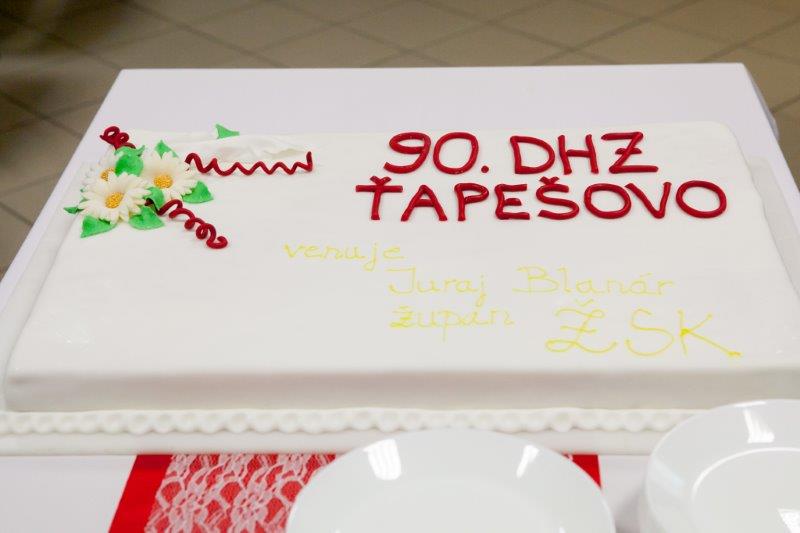 90. DHZ
ŤAPEŠOVO
venuje
Juraj Blanár
župan ŽSK